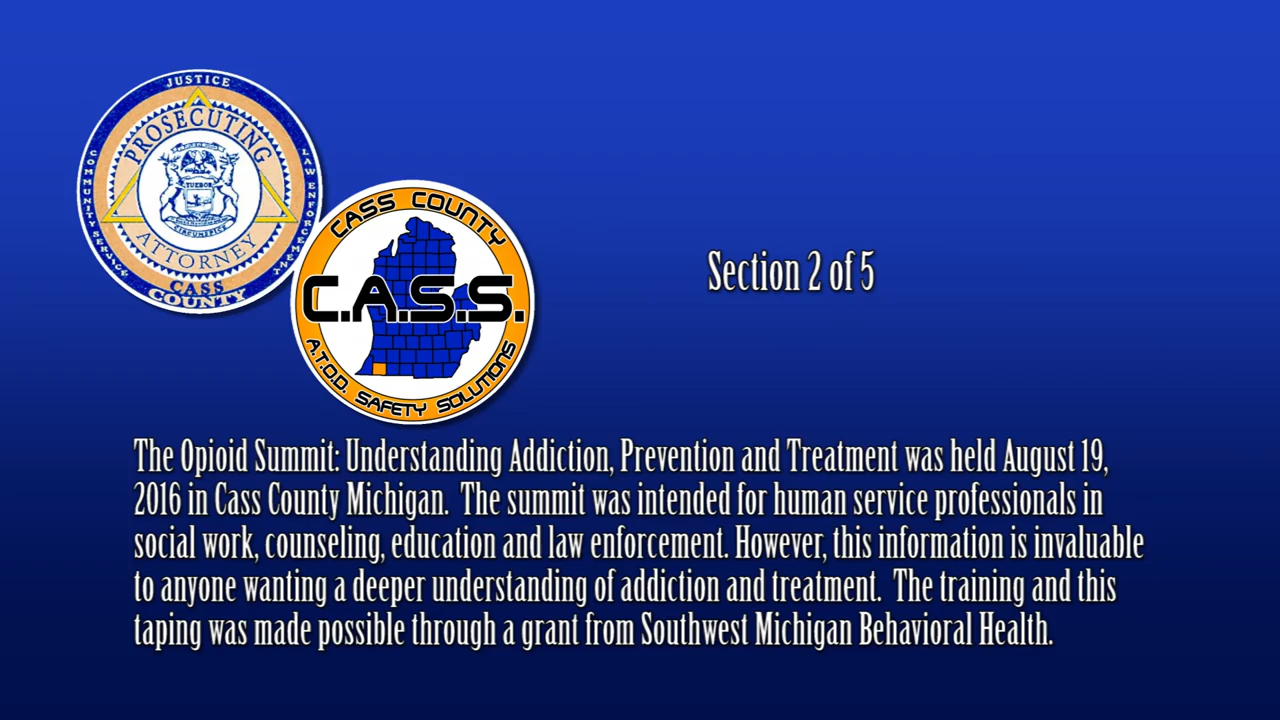 JUSTICE
COMMUNITY SERVICE
LAW ENFORCEMENT
PROSECUTING
TUEBOR
CIRCUMSPICE
ATTORNEY
CASS
COUNTY
CASS COUNTY
C.A.S.S.
A.T.O.D. SAFETY SOLUTIONS
Section 2 of 5
The Opioid Summit: Understanding Addiction, Prevention and Treatment was held August 19,
2016 in Cass County Michigan. The summit was intended for human service professionals in
social work, counseling, education and law enforcement. However, this information is invaluable
to anyone wanting a deeper understanding of addiction and treatment. The training and this
taping was made possible through a grant from Southwest Michigan Behavioral Health.